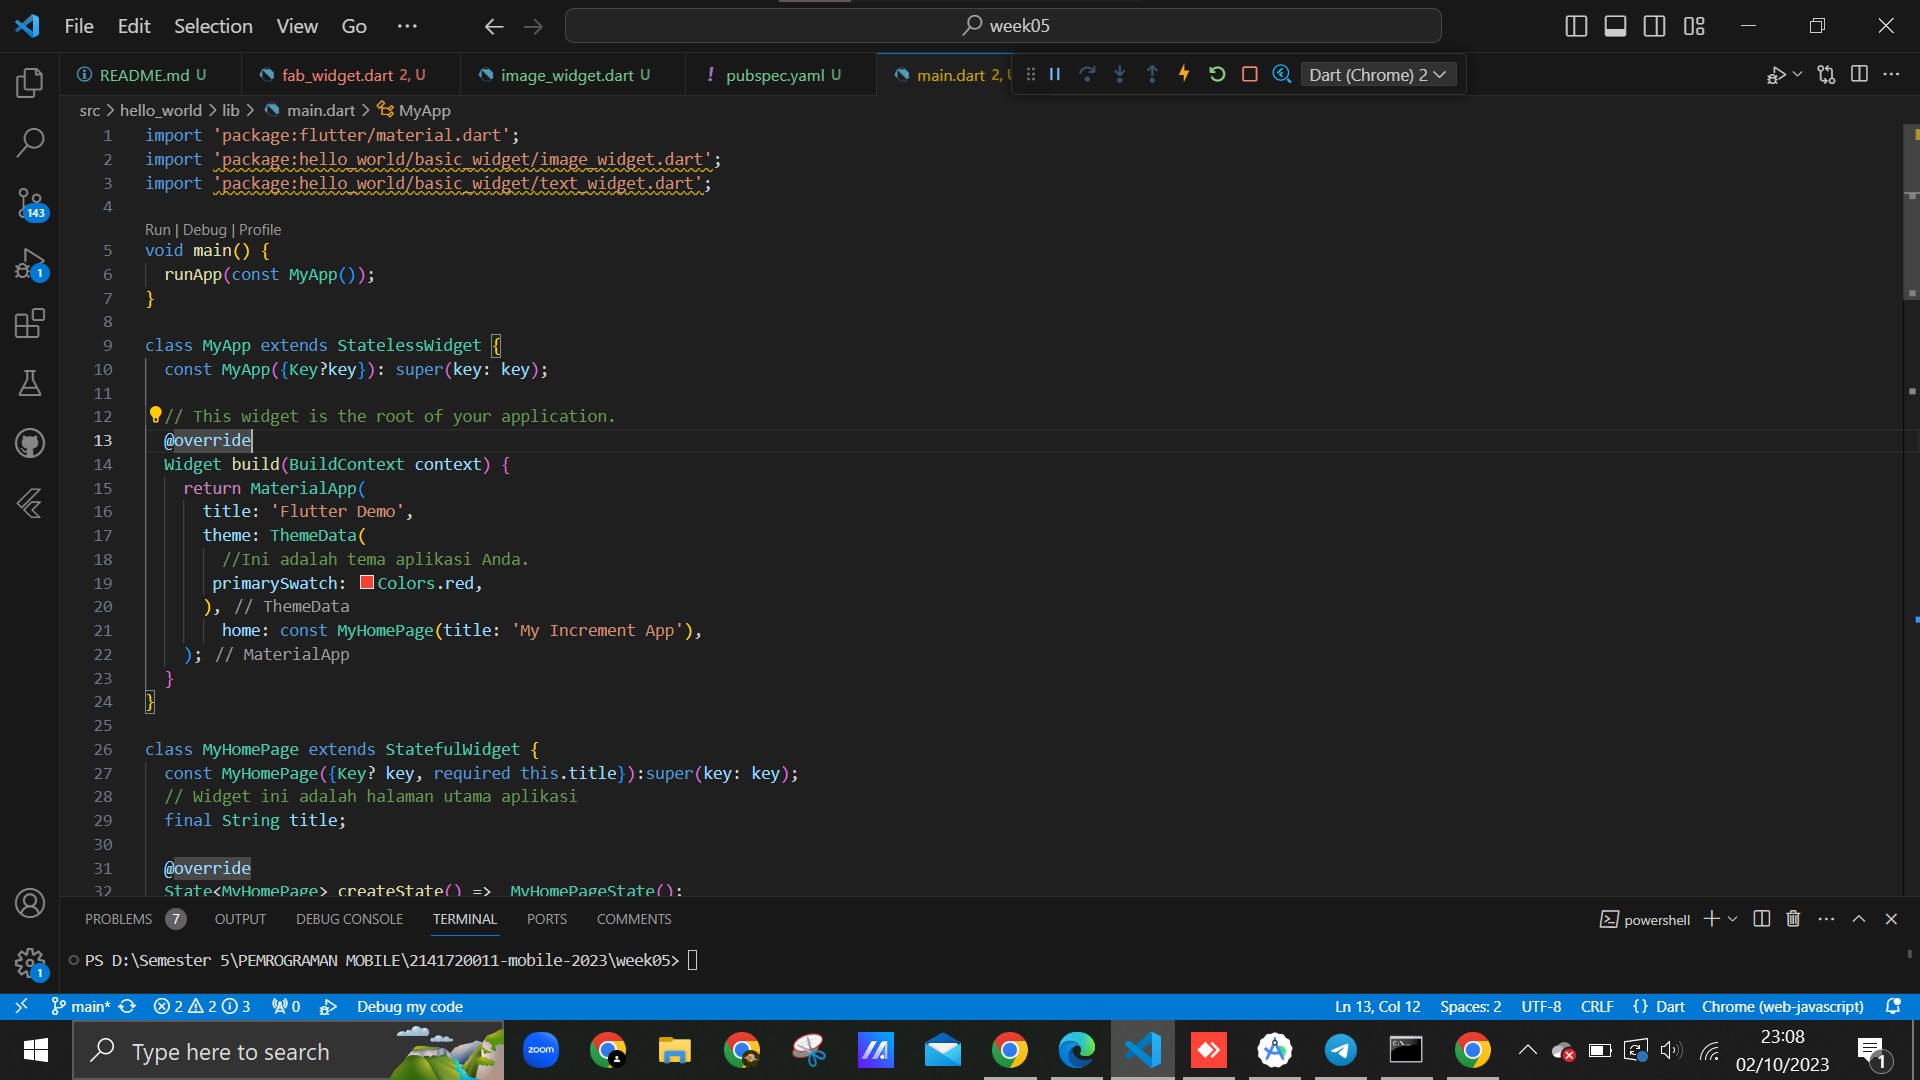 File Edit Selection View Go ··· week05
README.md U fab_widget.dart 2, U image_widget.dart U ! pubspec.yaml U main.dart 2, U Dart (Chrome) 2
src > hello_world > lib > main.dart > MyApp
1 import 'package:flutter/material.dart';
2 import 'package:hello_world/basic_widget/image_widget.dart';
3 import 'package:hello_world/basic_widget/text_widget.dart';
4
Run | Debug | Profile
5 void main() {
6 runApp(const MyApp());
7 }
8
9 class MyApp extends StatelessWidget {
10 const MyApp({Key?key}): super(key: key);
11
12 // This widget is the root of your application.
13 @override
14 Widget build(BuildContext context) {
15 return MaterialApp(
16 title: 'Flutter Demo',
17 theme: ThemeData(
18 //Ini adalah tema aplikasi Anda.
19 primarySwatch: Colors.red,
20 ), // ThemeData
21 home: const MyHomePage(title: 'My Increment App'),
22 ); // MaterialApp
23 }
24 }
25
26 class MyHomePage extends StatefulWidget {
27 const MyHomePage({Key? key, required this.title}):super(key: key);
28 // Widget ini adalah halaman utama aplikasi
29 final String title;
30
31 @override
32 State<MyHomePage> createState() => _MyHomePageState();
143
1
1
PROBLEMS 7 OUTPUT DEBUG CONSOLE TERMINAL PORTS COMMENTS powershell
PS D:\Semester 5\PEMROGRAMAN MOBILE\2141720011-mobile-2023\week05>
main* 2 2 3 0 Debug my code Ln 13, Col 12 Spaces: 2 UTF-8 CRLF {} Dart Chrome (web-javascript)
Type here to search zoom 23:08
02/10/2023 1